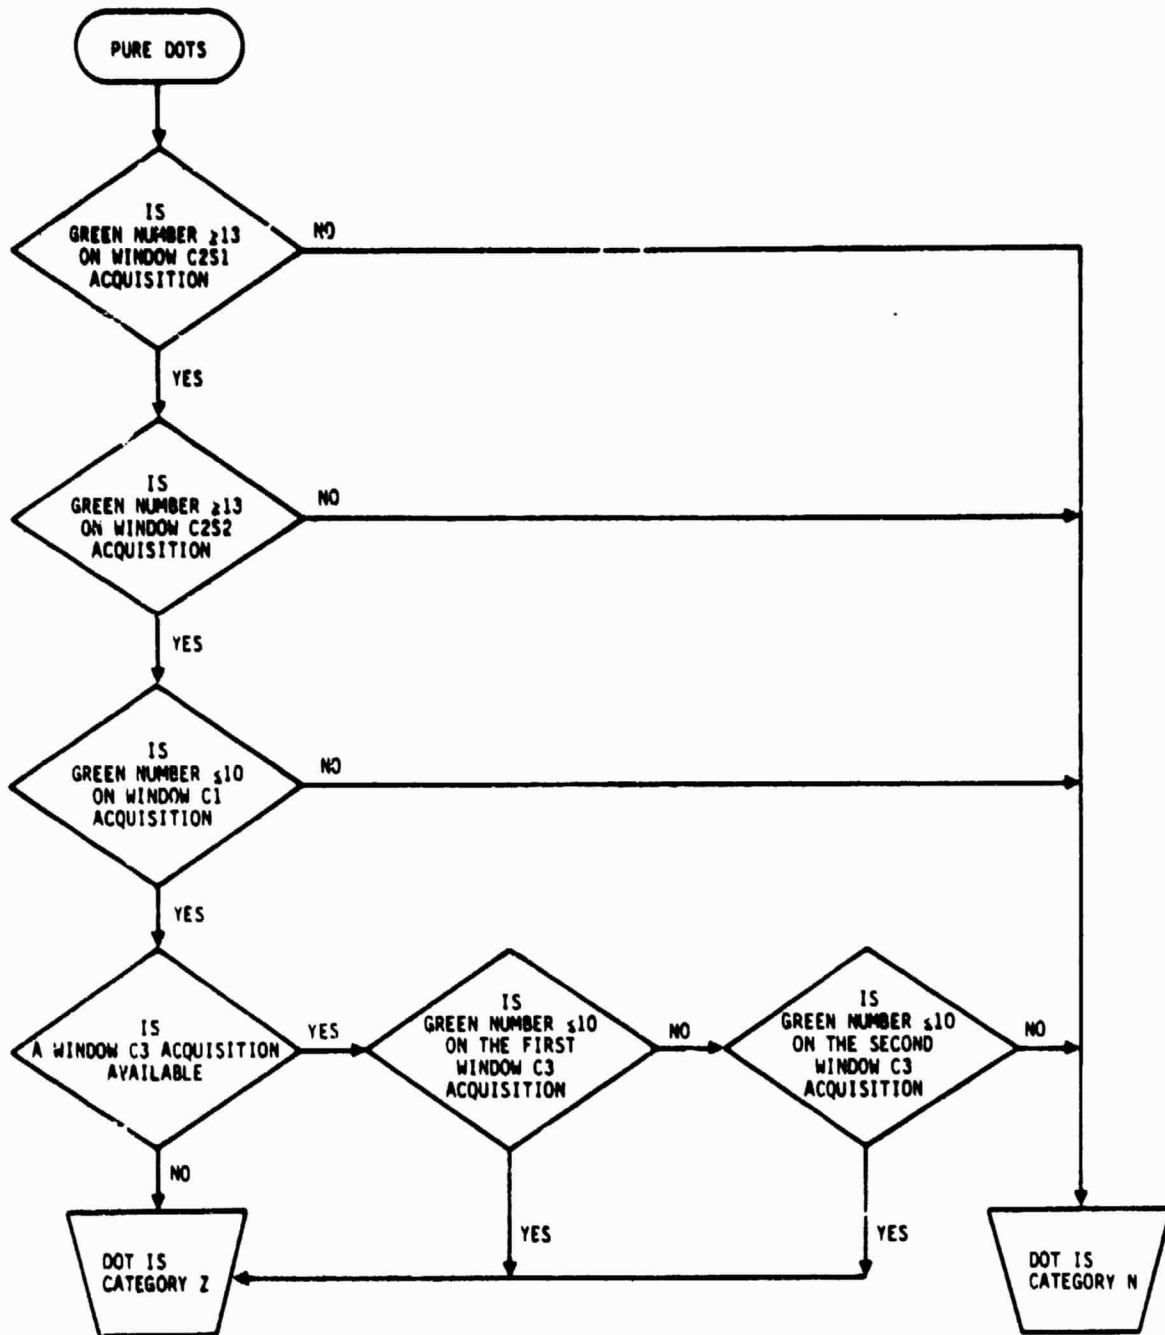 PURE DOTS
IS
GREEN NUMBER ≥13
ON WINDOW C2S1
ACQUISITION
NO
YES
IS
GREEN NUMBER ≥13
ON WINDOW C2S2
ACQUISITION
NO
YES
IS
GREEN NUMBER ≤10
ON WINDOW C1
ACQUISITION
NO
YES
IS
A WINDOW C3 ACQUISITION
AVAILABLE
YES
IS
GREEN NUMBER ≤10
ON THE FIRST
WINDOW C3
ACQUISITION
NO
IS
GREEN NUMBER ≤10
ON THE SECOND
WINDOW C3
ACQUISITION
NO
NO
YES
YES
DOT IS
CATEGORY Z
DOT IS
CATEGORY N